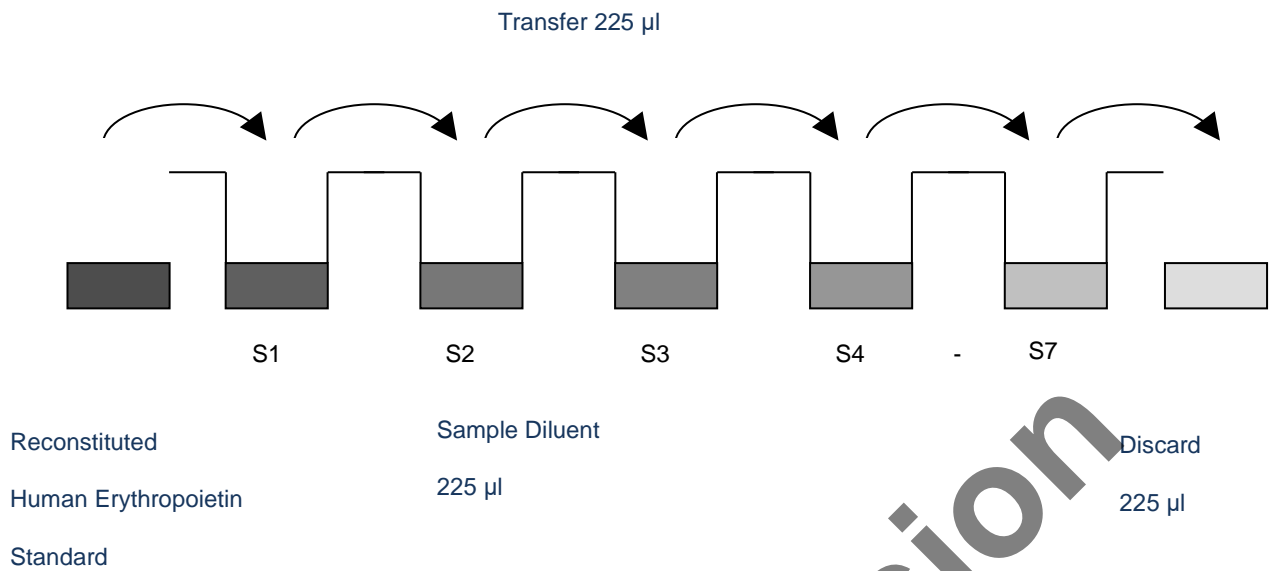 Transfer 225 µl
S1 S2 S3 S4 - S7
Reconstituted
Human Erythropoietin
Standard
Sample Diluent
225 µl
Discard
225 µl
sion